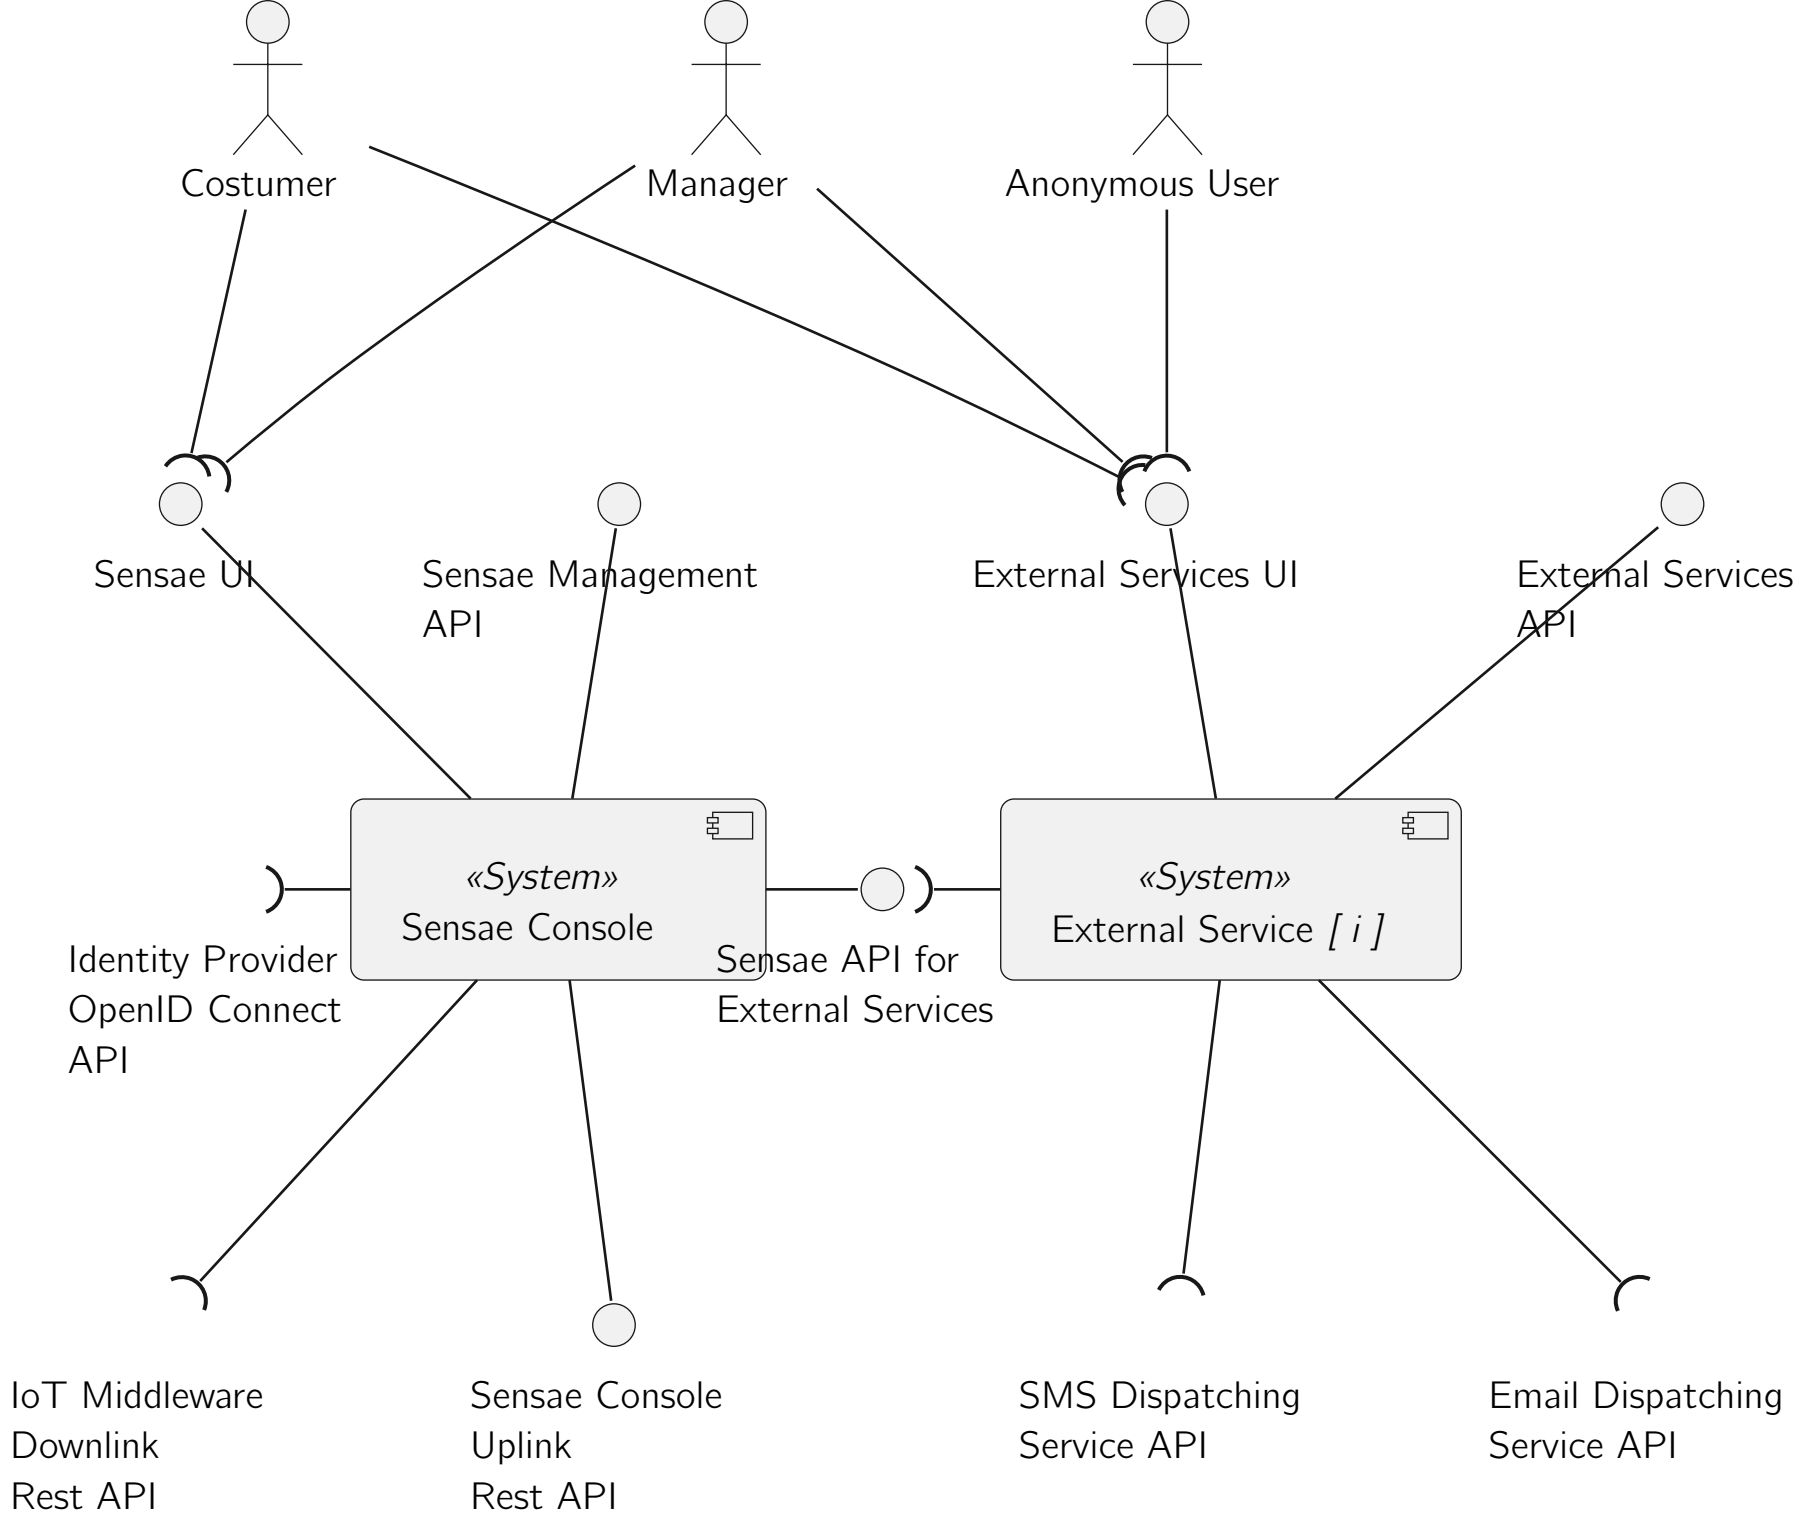 Costumer
Manager
Anonymous User
Sensae UI
Sensae Management
API
External Services UI
External Services
API
«System»
Sensae Console
«System»
External Service [ i ]
Identity Provider
OpenID Connect
API
Sensae API for
External Services
IoT Middleware
Downlink
Rest API
Sensae Console
Uplink
Rest API
SMS Dispatching
Service API
Email Dispatching
Service API